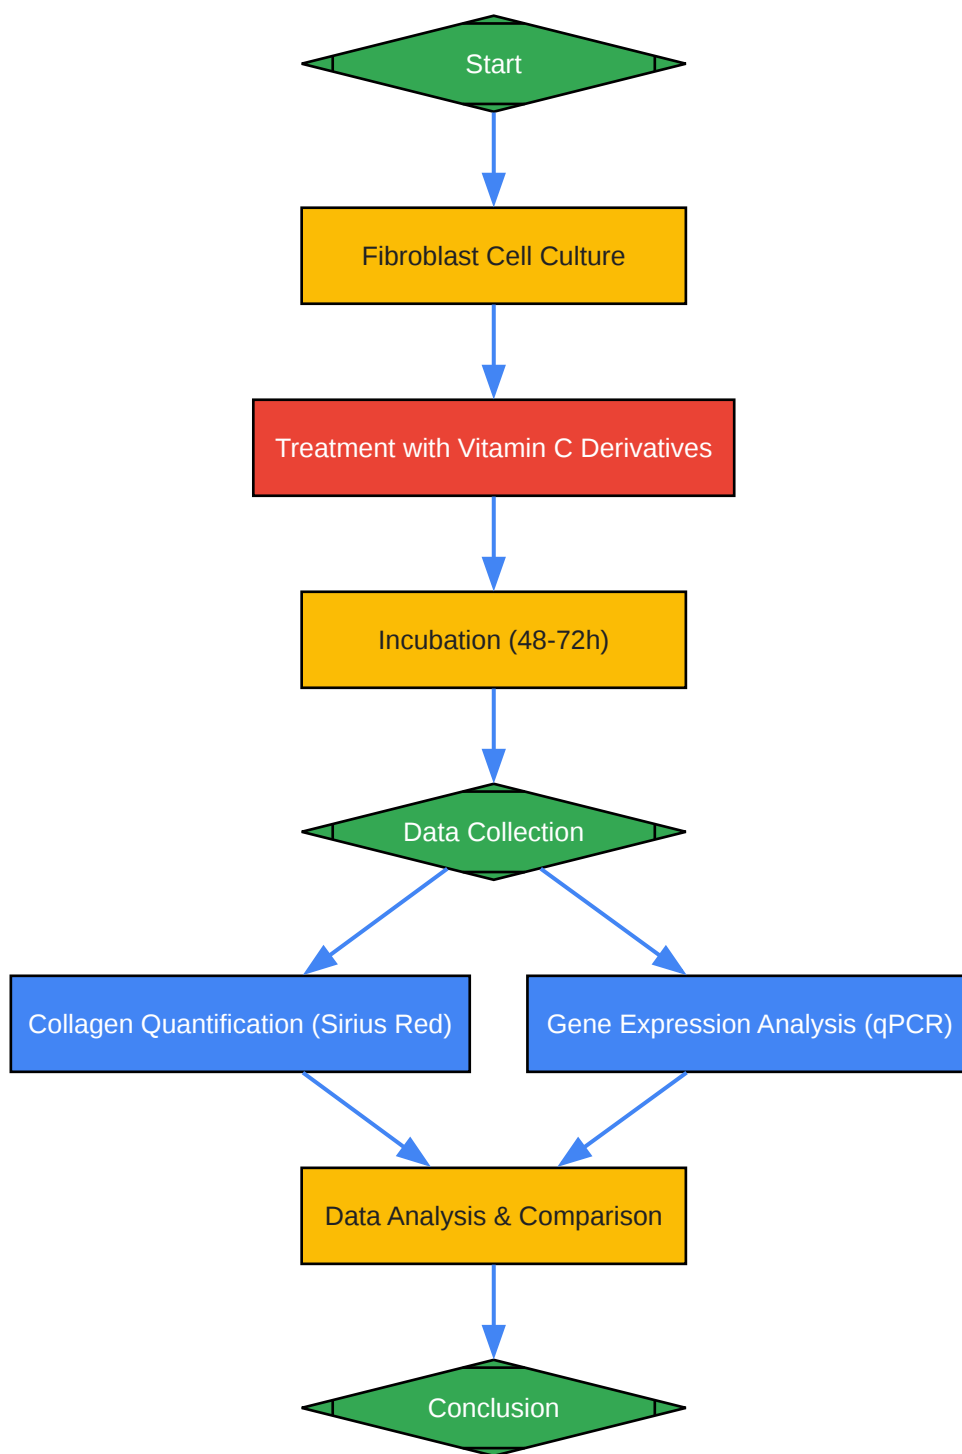 Start
Fibroblast Cell Culture
Treatment with Vitamin C Derivatives
Incubation (48-72h)
Data Collection
Collagen Quantification (Sirius Red)
Gene Expression Analysis (qPCR)
Data Analysis & Comparison
Conclusion